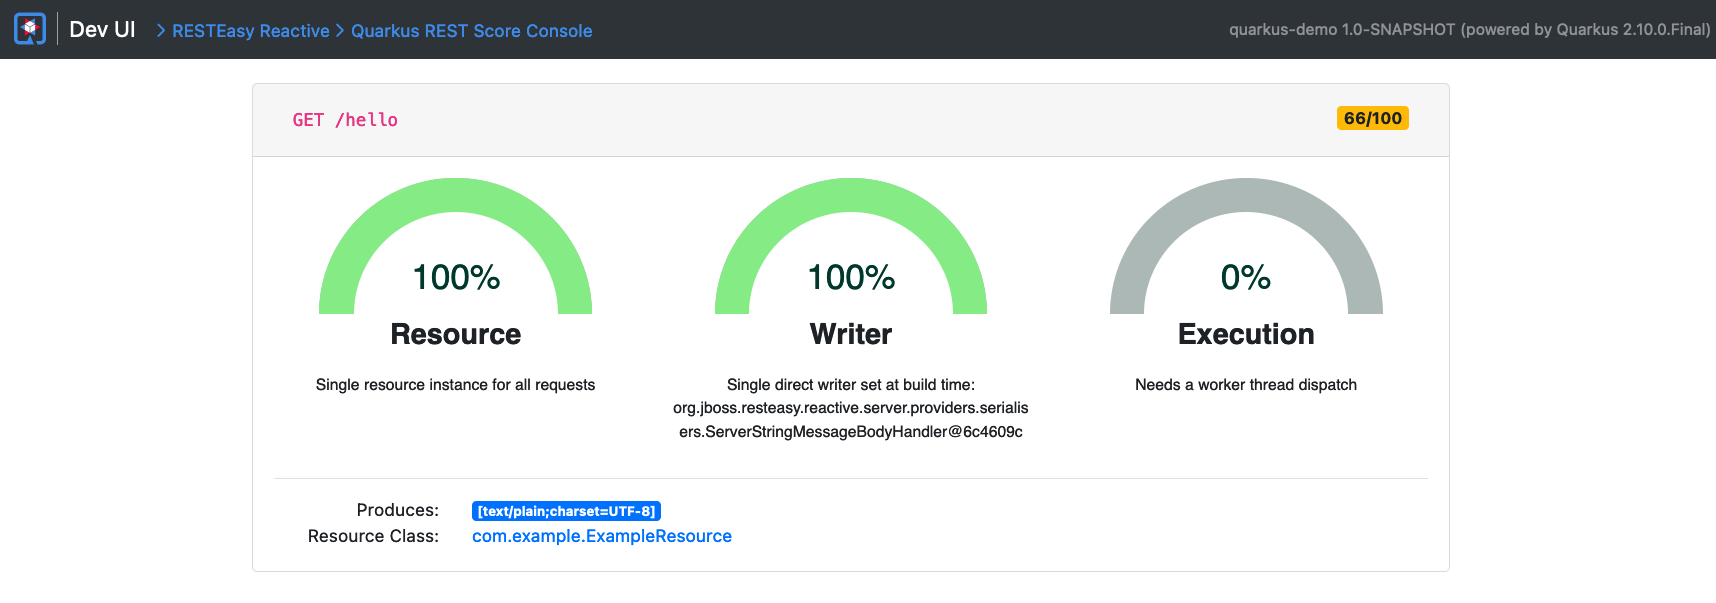 Dev UI > RESTEasy Reactive > Quarkus REST Score Console
quarkus-demo 1.0-SNAPSHOT (powered by Quarkus 2.10.0.Final)
GET /hello
66/100
100%
Resource
Single resource instance for all requests
100%
Writer
Single direct writer set at build time:
org.jboss.resteasy.reactive.server.providers.serialis
ers.ServerStringMessageBodyHandler@6c4609c
0%
Execution
Needs a worker thread dispatch
Produces: [text/plain;charset=UTF-8]
Resource Class: com.example.ExampleResource